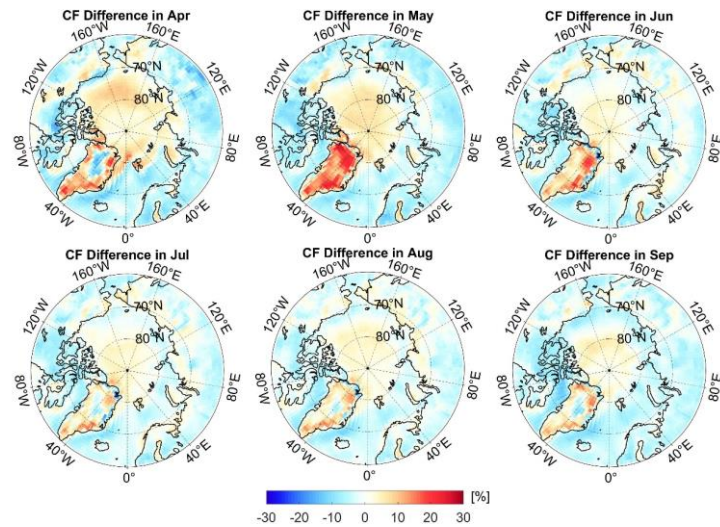 CF Difference in Apr
160°W
160°E
120°W
120°E
70°N
80°N
80°W
80°E
40°W
40°E
0°
CF Difference in May
160°W
160°E
120°W
120°E
70°N
80°N
80°W
80°E
40°W
40°E
0°
CF Difference in Jun
160°W
160°E
120°W
120°E
70°N
80°N
80°W
80°E
40°W
40°E
0°
CF Difference in Jul
160°W
160°E
120°W
120°E
70°N
80°N
80°W
80°E
40°W
40°E
0°
CF Difference in Aug
160°W
160°E
120°W
120°E
70°N
80°N
80°W
80°E
40°W
40°E
0°
CF Difference in Sep
160°W
160°E
120°W
120°E
70°N
80°N
80°W
80°E
40°W
40°E
0°
[%]
-30 -20 -10 0 10 20 30